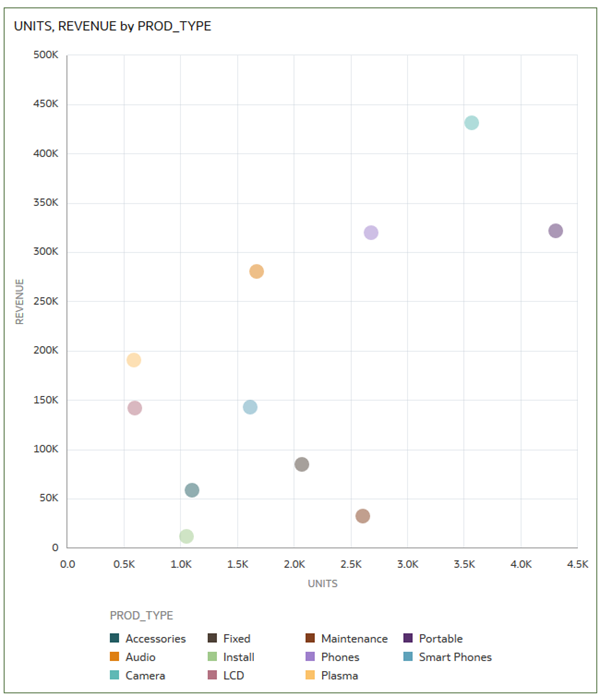 UNITS, REVENUE by PROD_TYPE
500K
450K
400K
350K
300K
250K
200K
150K
100K
50K
0
REVENUE
0.0 0.5K 1.0K 1.5K 2.0K 2.5K 3.0K 3.5K 4.0K 4.5K
UNITS
PROD_TYPE
Accessories Fixed Maintenance Portable
Audio Install Phones Smart Phones
Camera LCD Plasma